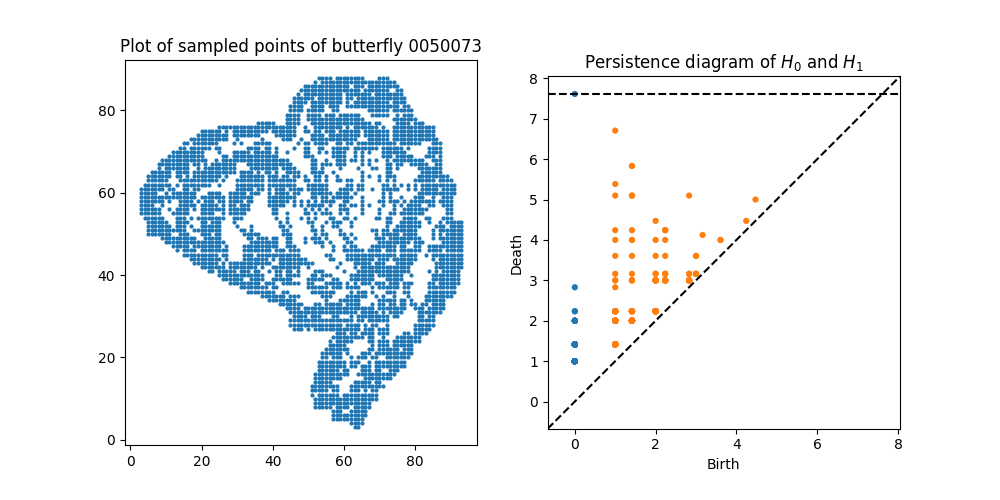 Plot of sampled points of butterfly 0050073
80
60
40
20
0
0 20 40 60 80
Persistence diagram of H₀ and H₁
8
7
6
5
4
3
2
1
0
Death
0 2 4 6 8
Birth